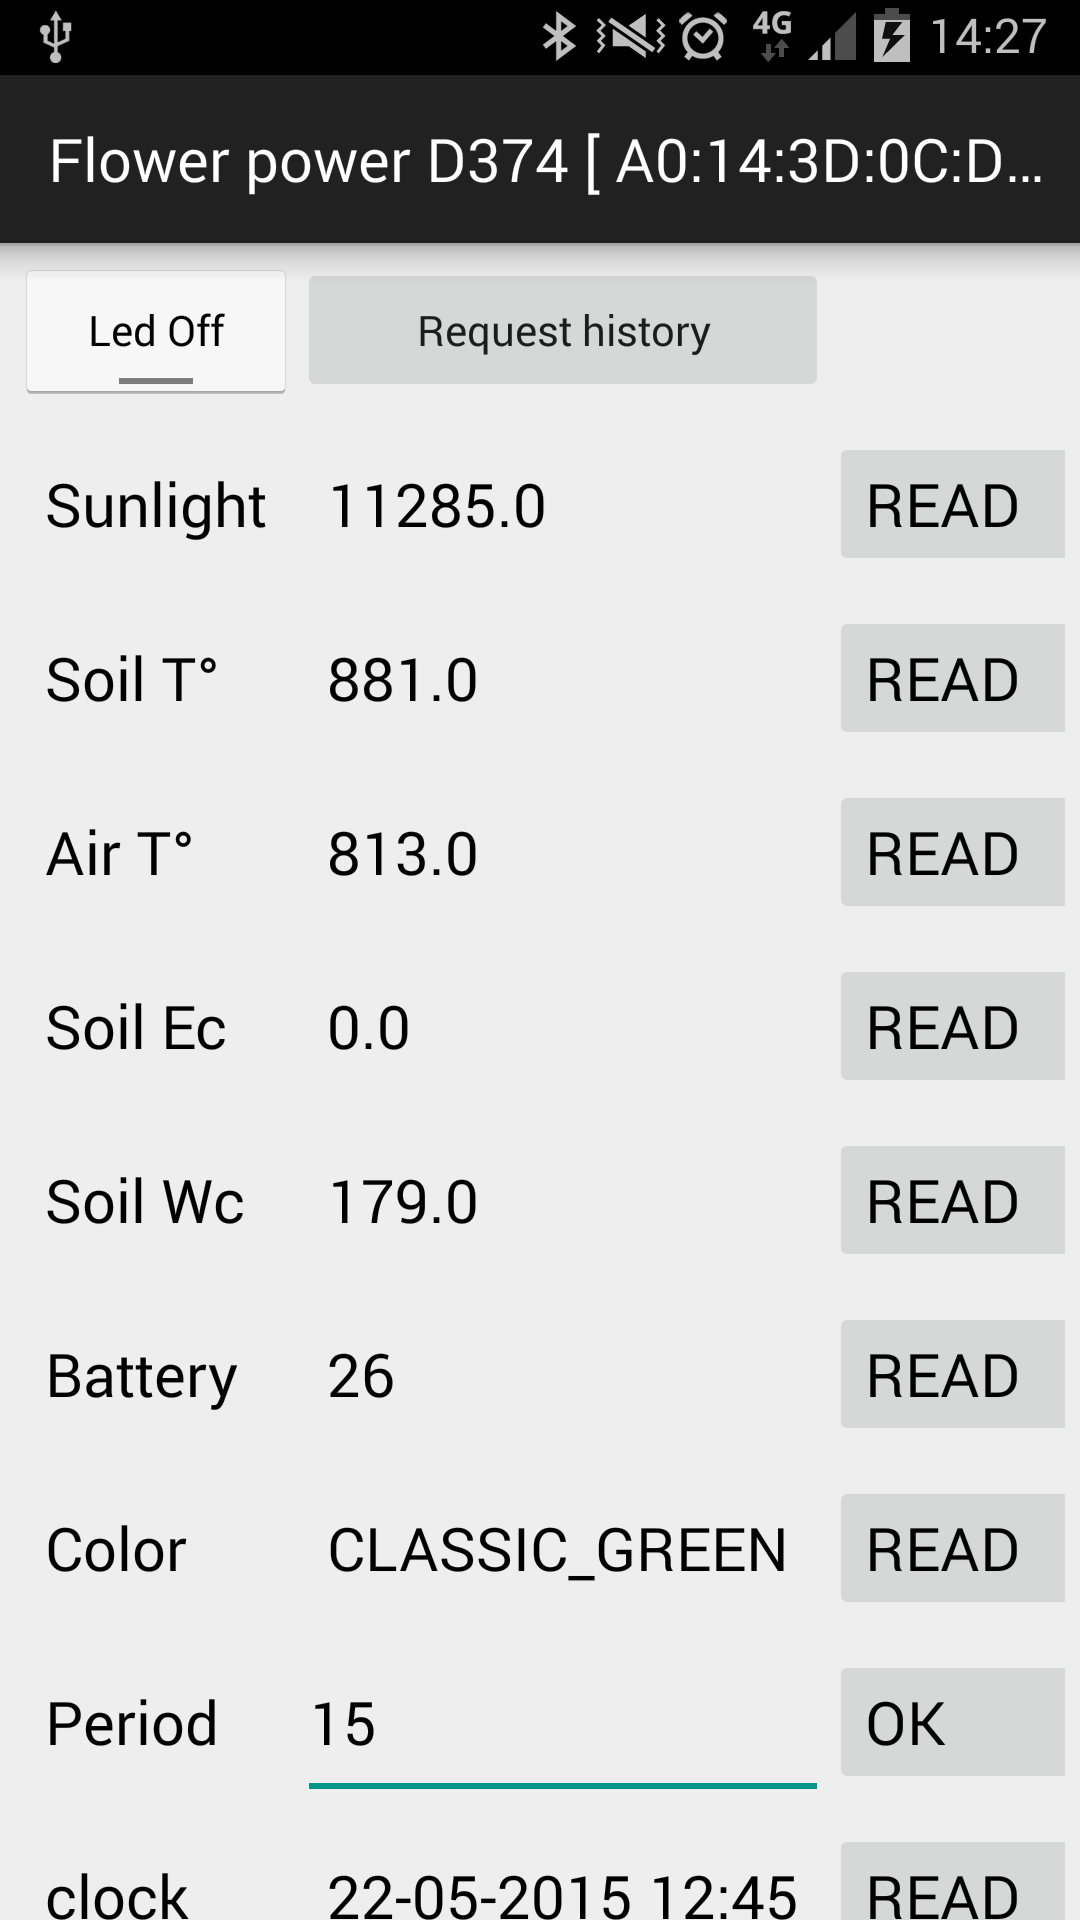 4G 14:27
Flower power D374 [ A0:14:3D:0C:D...
Led Off Request history
Sunlight 11285.0 READ
Soil T° 881.0 READ
Air T° 813.0 READ
Soil Ec 0.0 READ
Soil Wc 179.0 READ
Battery 26 READ
Color CLASSIC_GREEN READ
Period 15 OK
clock 22-05-2015 12:45 READ